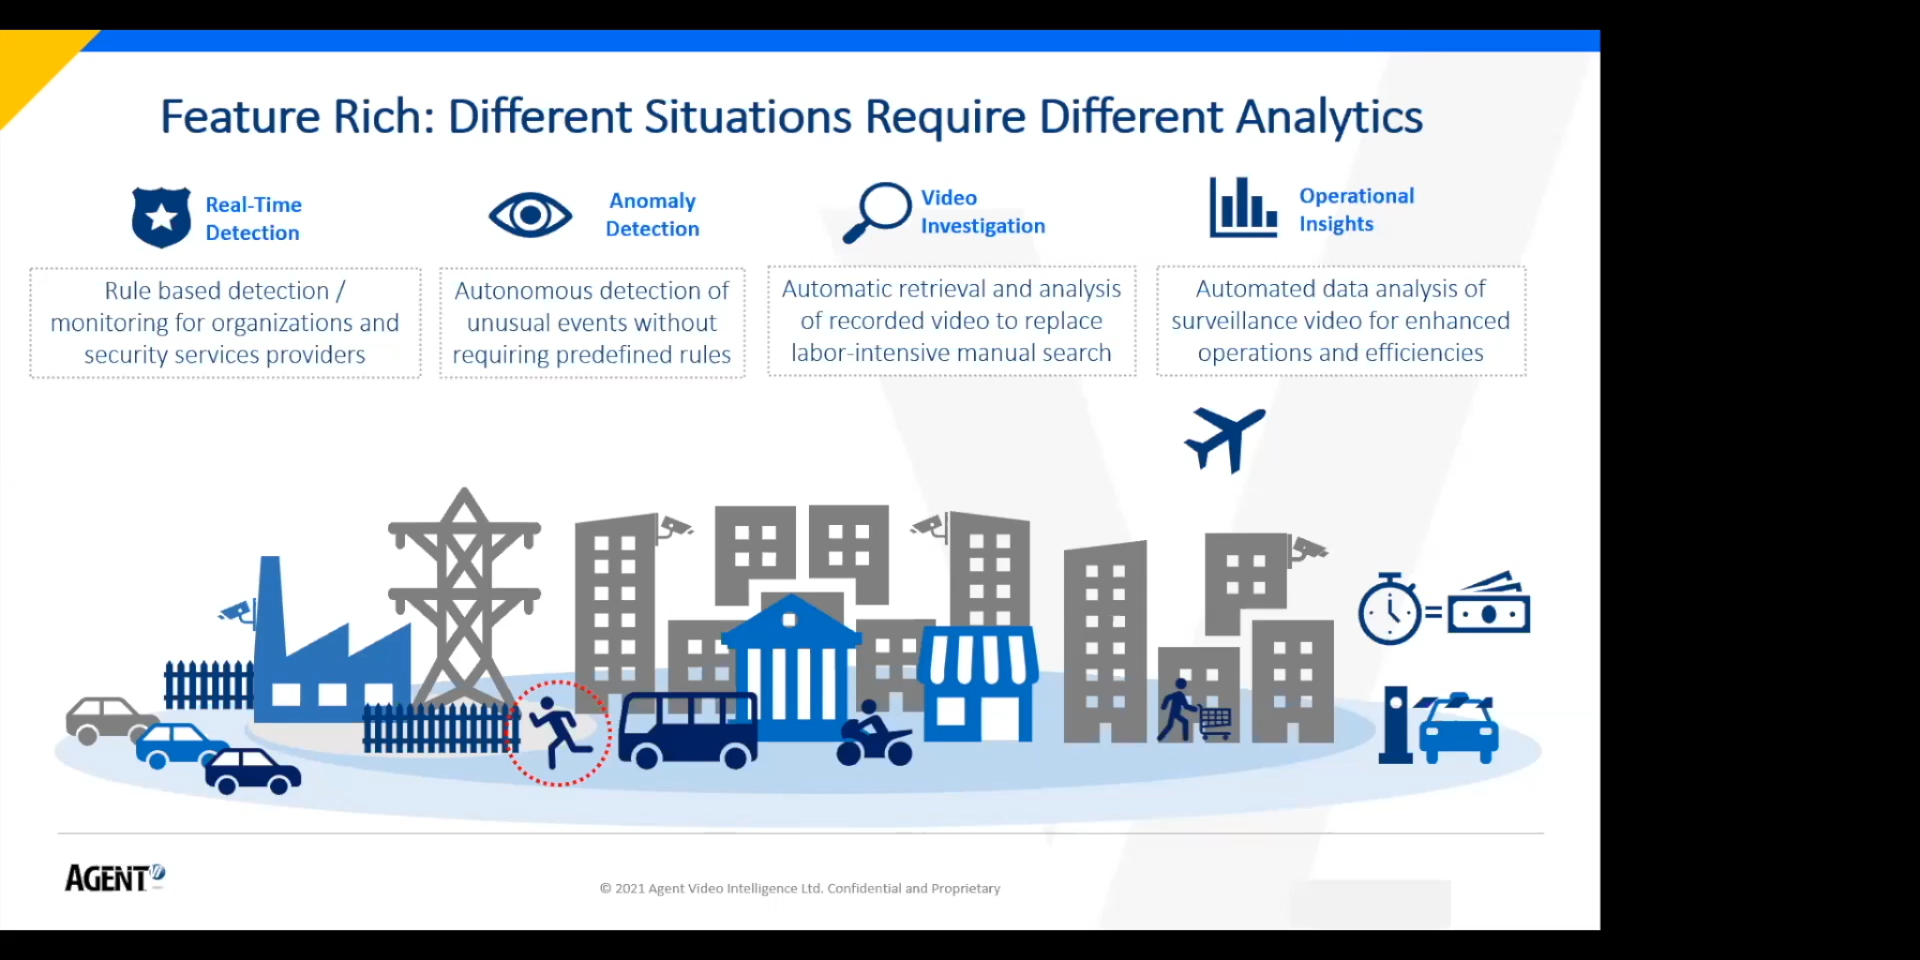 Feature Rich: Different Situations Require Different Analytics
Real-Time
Detection
Rule based detection /
monitoring for organizations and
security services providers
Anomaly
Detection
Autonomous detection of
unusual events without
requiring predefined rules
Video
Investigation
Automatic retrieval and analysis
of recorded video to replace
labor-intensive manual search
Operational
Insights
Automated data analysis of
surveillance video for enhanced
operations and efficiencies
=
AGENT
© 2021 Agent Video Intelligence Ltd. Confidential and Proprietary